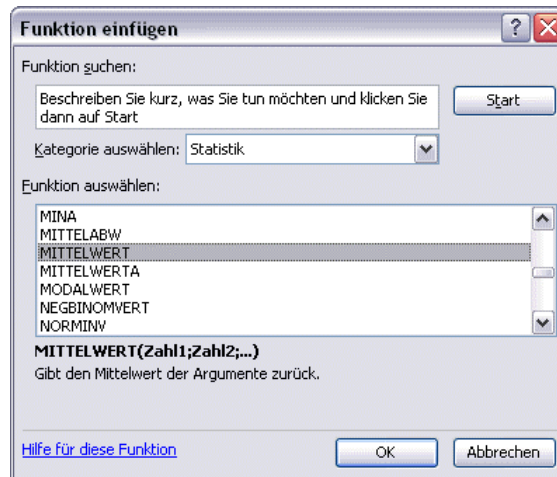 Funktion einfügen
Funktion suchen:
Beschreiben Sie kurz, was Sie tun möchten und klicken Sie
dann auf Start
Start
Kategorie auswählen: Statistik
Funktion auswählen:
MINA
MITTELABW
MITTELWERT
MITTELWERTA
MODALWERT
NEGBINOMVERT
NORMINV
MITTELWERT(Zahl1;Zahl2;...)
Gibt den Mittelwert der Argumente zurück.
Hilfe für diese Funktion
OK
Abbrechen